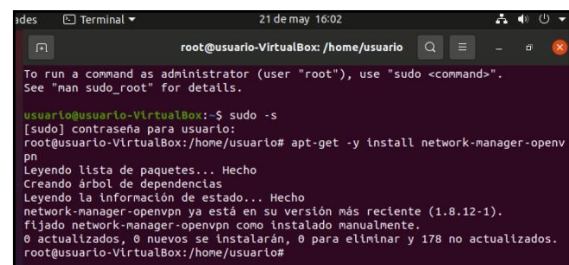 ades Terminal 21 de may 16:02
root@usuario-VirtualBox: /home/usuario
To run a command as administrator (user "root"), use "sudo <command>".
See "man sudo_root" for details.
usuario@usuario-VirtualBox:~$ sudo -s
[sudo] contraseña para usuario:
root@usuario-VirtualBox:/home/usuario# apt-get -y install network-manager-openv
pn
Leyendo lista de paquetes... Hecho
Creando árbol de dependencias
Leyendo la información de estado... Hecho
network-manager-openvpn ya está en su versión más reciente (1.8.12-1).
fijado network-manager-openvpn como instalado manualmente.
0 actualizados, 0 nuevos se instalarán, 0 para eliminar y 178 no actualizados.
root@usuario-VirtualBox:/home/usuario#